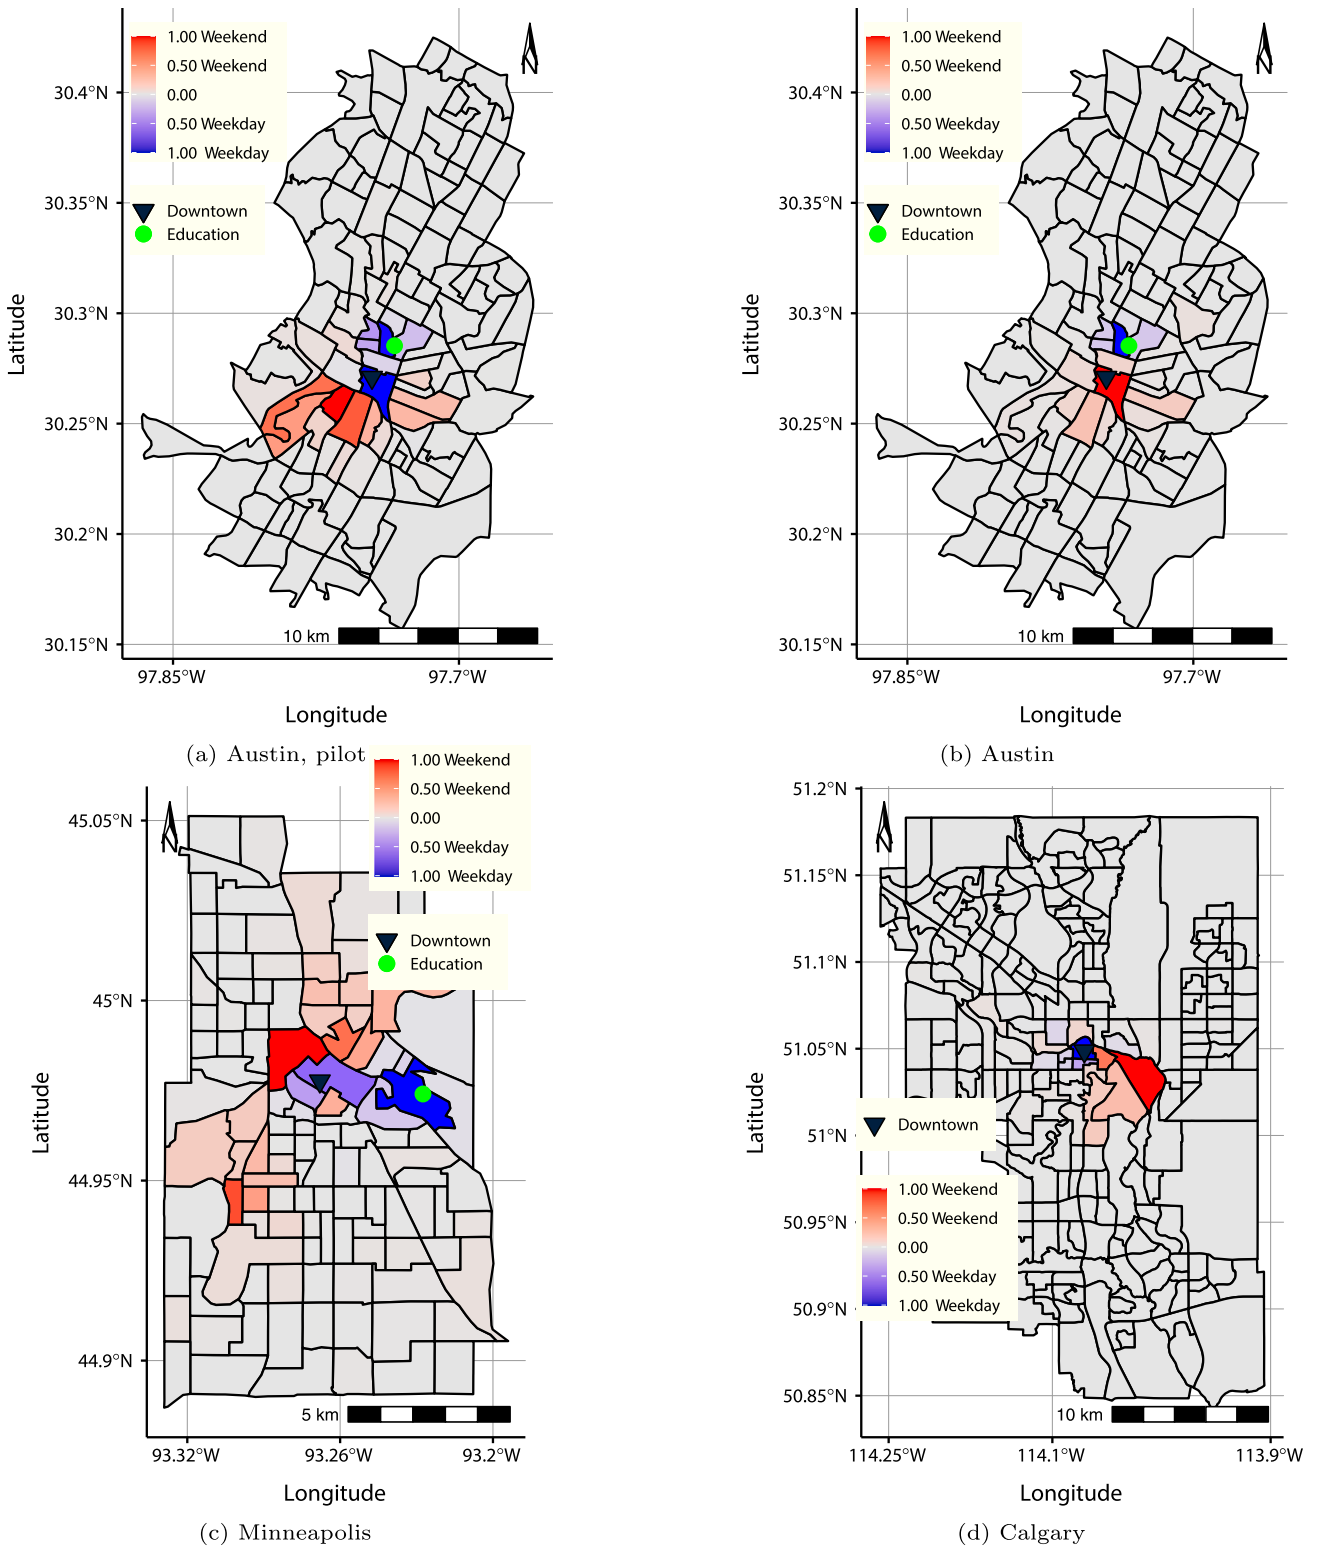 1.00 Weekend
0.50 Weekend
0.00
0.50 Weekday
1.00 Weekday
Downtown
Education
30.4°N
30.35°N
30.3°N
30.25°N
30.2°N
30.15°N
Latitude
10 km
97.85°W
97.7°W
Longitude
(a) Austin, pilot
1.00 Weekend
0.50 Weekend
0.00
0.50 Weekday
1.00 Weekday
Downtown
Education
30.4°N
30.35°N
30.3°N
30.25°N
30.2°N
30.15°N
Latitude
10 km
97.85°W
97.7°W
Longitude
(b) Austin
1.00 Weekend
0.50 Weekend
0.00
0.50 Weekday
1.00 Weekday
Downtown
Education
45.05°N
45°N
44.95°N
44.9°N
Latitude
5 km
93.32°W
93.26°W
93.2°W
Longitude
(c) Minneapolis
51.2°N
51.15°N
51.1°N
51.05°N
51°N
50.95°N
50.9°N
50.85°N
Latitude
Downtown
1.00 Weekend
0.50 Weekend
0.00
0.50 Weekday
1.00 Weekday
10 km
114.25°W
114.1°W
113.9°W
Longitude
(d) Calgary